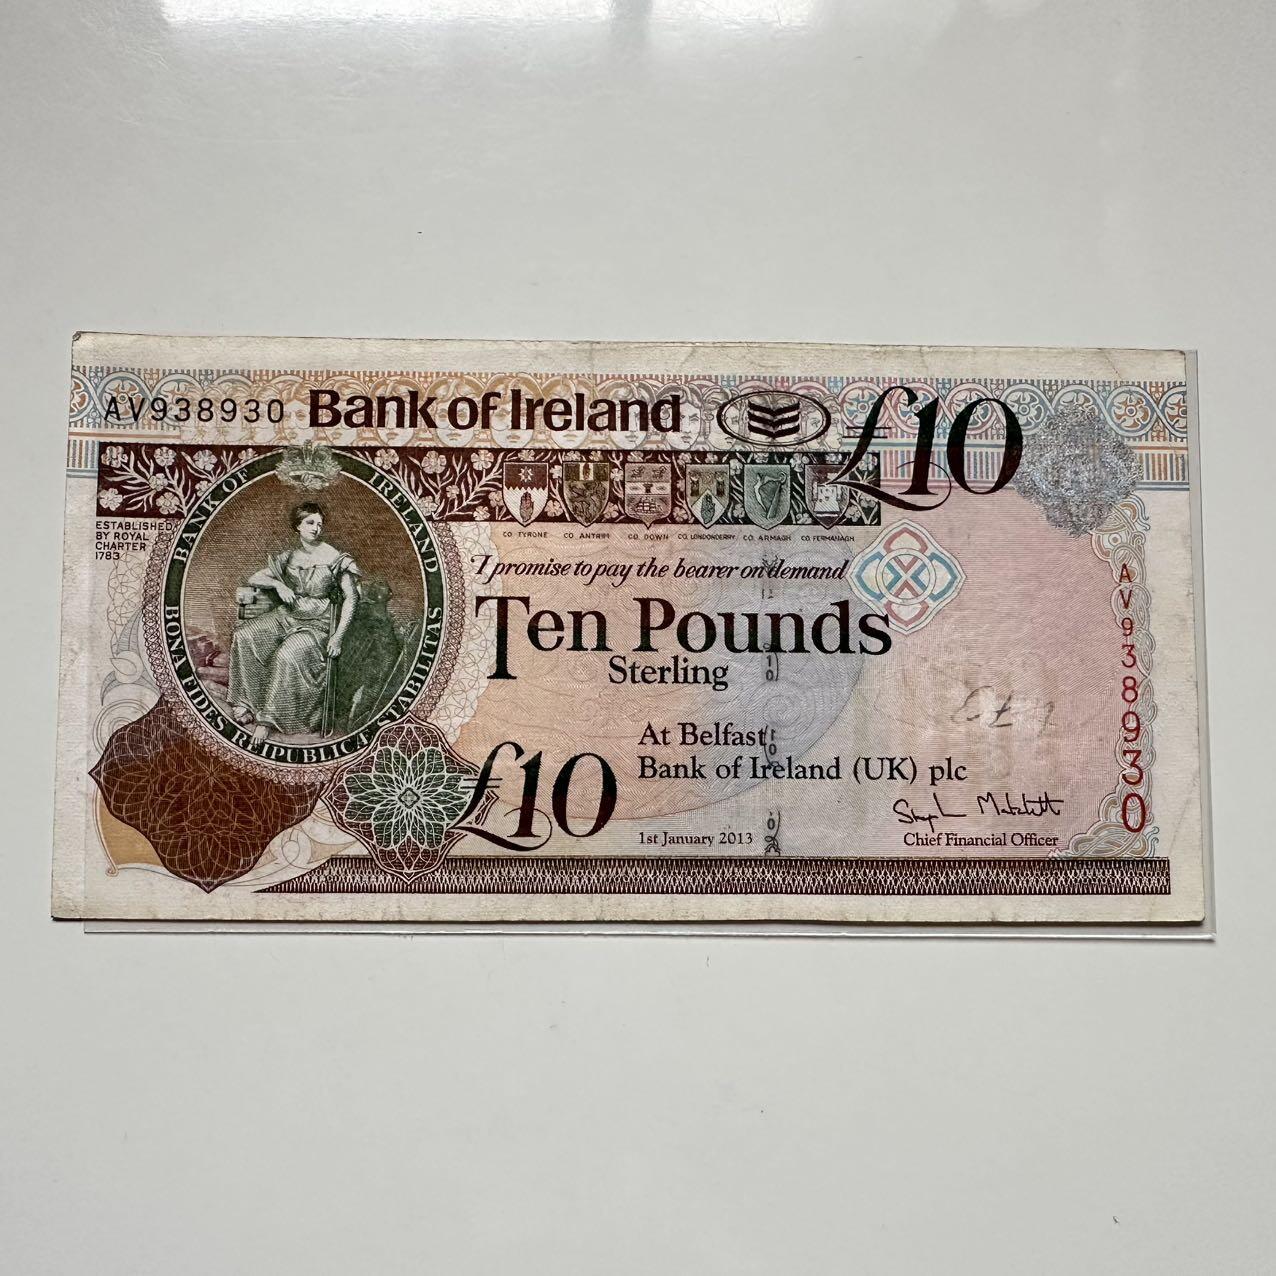 AV938930 Bank of Ireland £10
ESTABLISHED
BY ROYAL
CHARTER
1783
BANK OF IRELAND
BONA FIDES REIPUBLICÆ STABILITAS
CO. TYRONE CO. ANTRIM CO. DOWN CO. LONDONDERRY CO. ARMAGH CO. FERMANAGH
I promise to pay the bearer on demand
Ten Pounds
Sterling
At Belfast
Bank of Ireland (UK) plc
£10
1st January 2013
Chief Financial Officer
AV938930